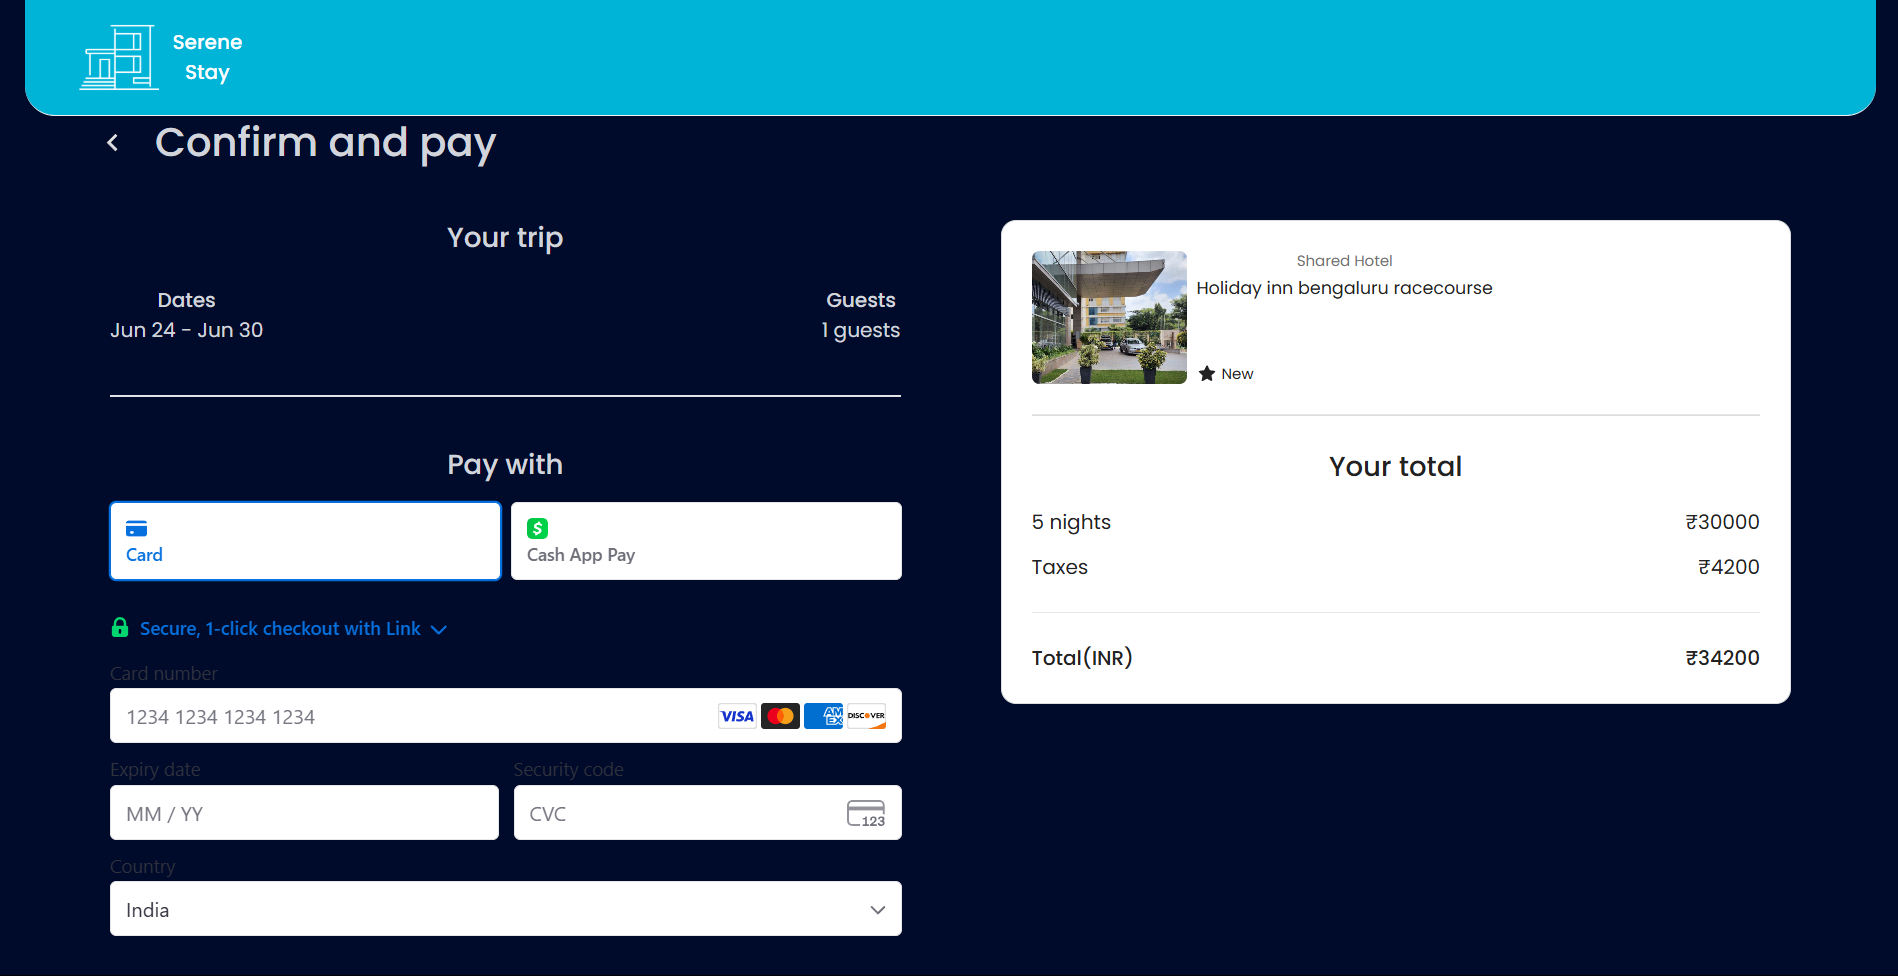 Serene
Stay
Confirm and pay
Your trip
Dates
Guests
Jun 24 - Jun 30
1 guests
Pay with
Card
Cash App Pay
Secure, 1-click checkout with Link
Card number
1234 1234 1234 1234
VISA
AM
EX
DISCOVER
Expiry date
Security code
MM / YY
CVC
123
Country
India
Shared Hotel
Holiday inn bengaluru racecourse
New
Your total
5 nights
₹30000
Taxes
₹4200
Total(INR)
₹34200